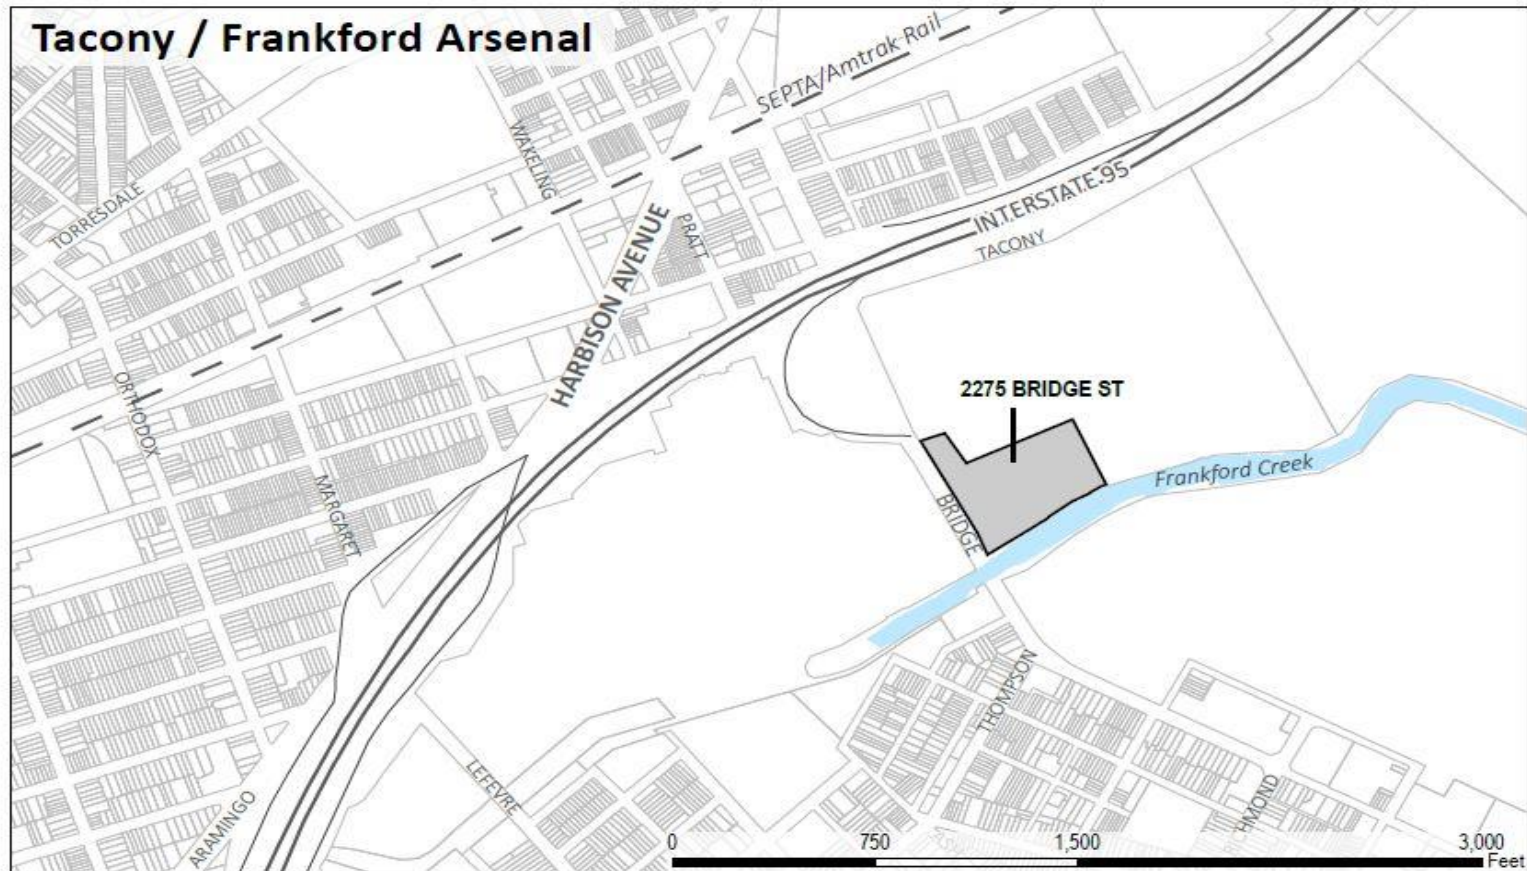 Tacony / Frankford Arsenal
SEPTA/Amtrak Rail
WAKELING
TORRESDALE
INTERSTATE 95
PRATT
TACONY
HARBISON AVENUE
2275 BRIDGE ST
ORTHODOX
Frankford Creek
MARGARET
BRIDGE
THOMPSON
LEFEVRE
ARAMINGO
0 750 1,500 3,000
Feet